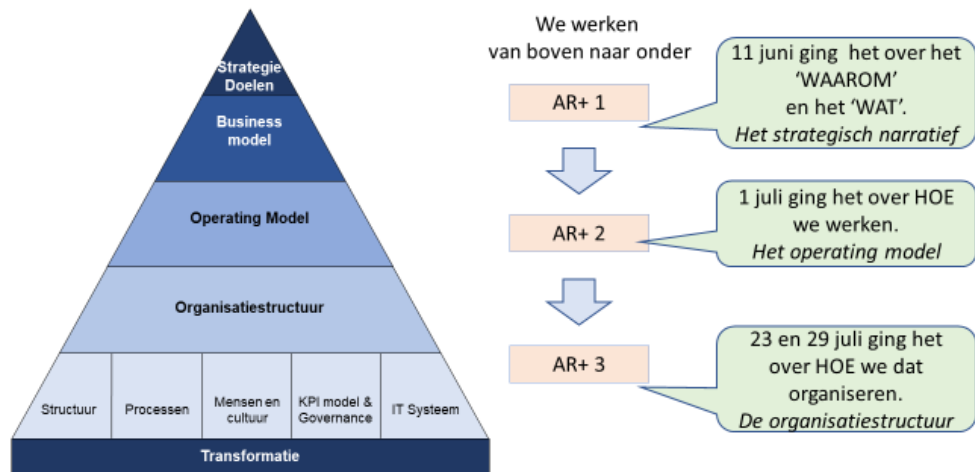 Strategie
Doelen
Business
model
Operating Model
Organisatiestructuur
Structuur
Processen
Mensen en
cultuur
KPI model &
Governance
IT Systeem
Transformatie
We werken
van boven naar onder
AR+ 1
11 juni ging het over het
‘WAAROM’
en het ‘WAT’.
Het strategisch narratief
AR+ 2
1 juli ging het over HOE
we werken.
Het operating model
AR+ 3
23 en 29 juli ging het
over HOE we dat
organiseren.
De organisatiestructuur